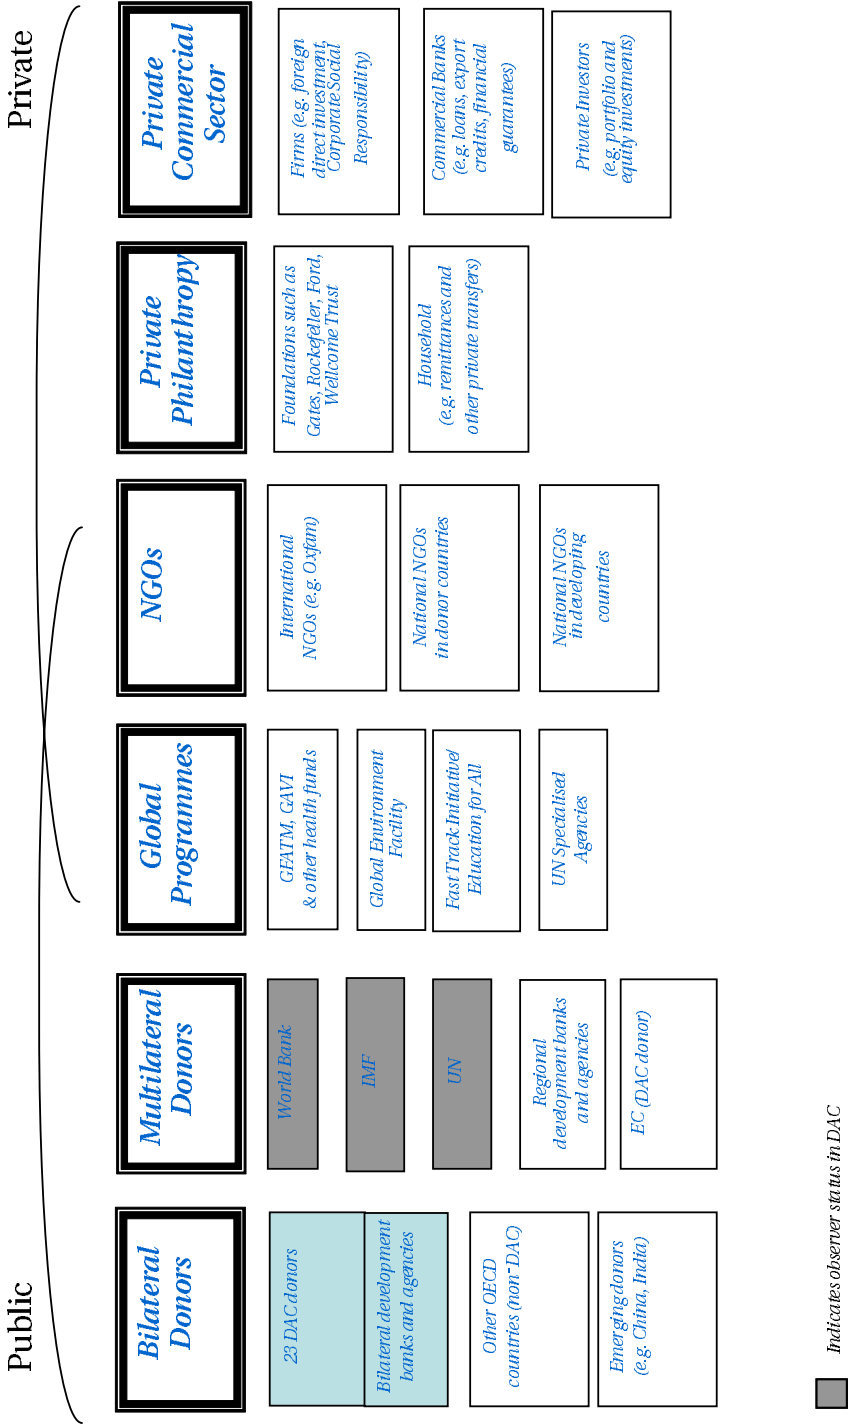 Public
Private
Bilateral
Donors
23 DAC donors
Bilateral development
banks and agencies
Other OECD
countries (non-DAC)
Emerging donors
(e.g. China, India)
Multilateral
Donors
World Bank
IMF
UN
Regional
development banks
and agencies
EC (DAC donor)
Global
Programmes
GFATM, GAVI
& other health funds
Global Environment
Facility
Fast Track Initiative/
Education for All
UN Specialised
Agencies
NGOs
International
NGOs (e.g. Oxfam)
National NGOs
in donor countries
National NGOs
in developing
countries
Private
Philanthropy
Foundations such as
Gates, Rockefeller, Ford,
Wellcome Trust
Household
(e.g. remittances and
other private transfers)
Private
Commercial
Sector
Firms (e.g. foreign
direct investment,
Corporate Social
Responsibility)
Commercial Banks
(e.g. loans, export
credits, financial
guarantees)
Private Investors
(e.g. portfolio and
equity investments)
Indicates observer status in DAC